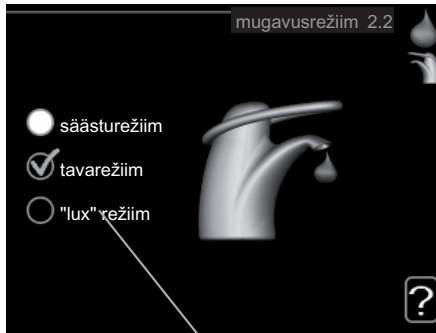 mugavusrežiim 2.2
säästurežiim
tavarežiim
"lux" režiim
?